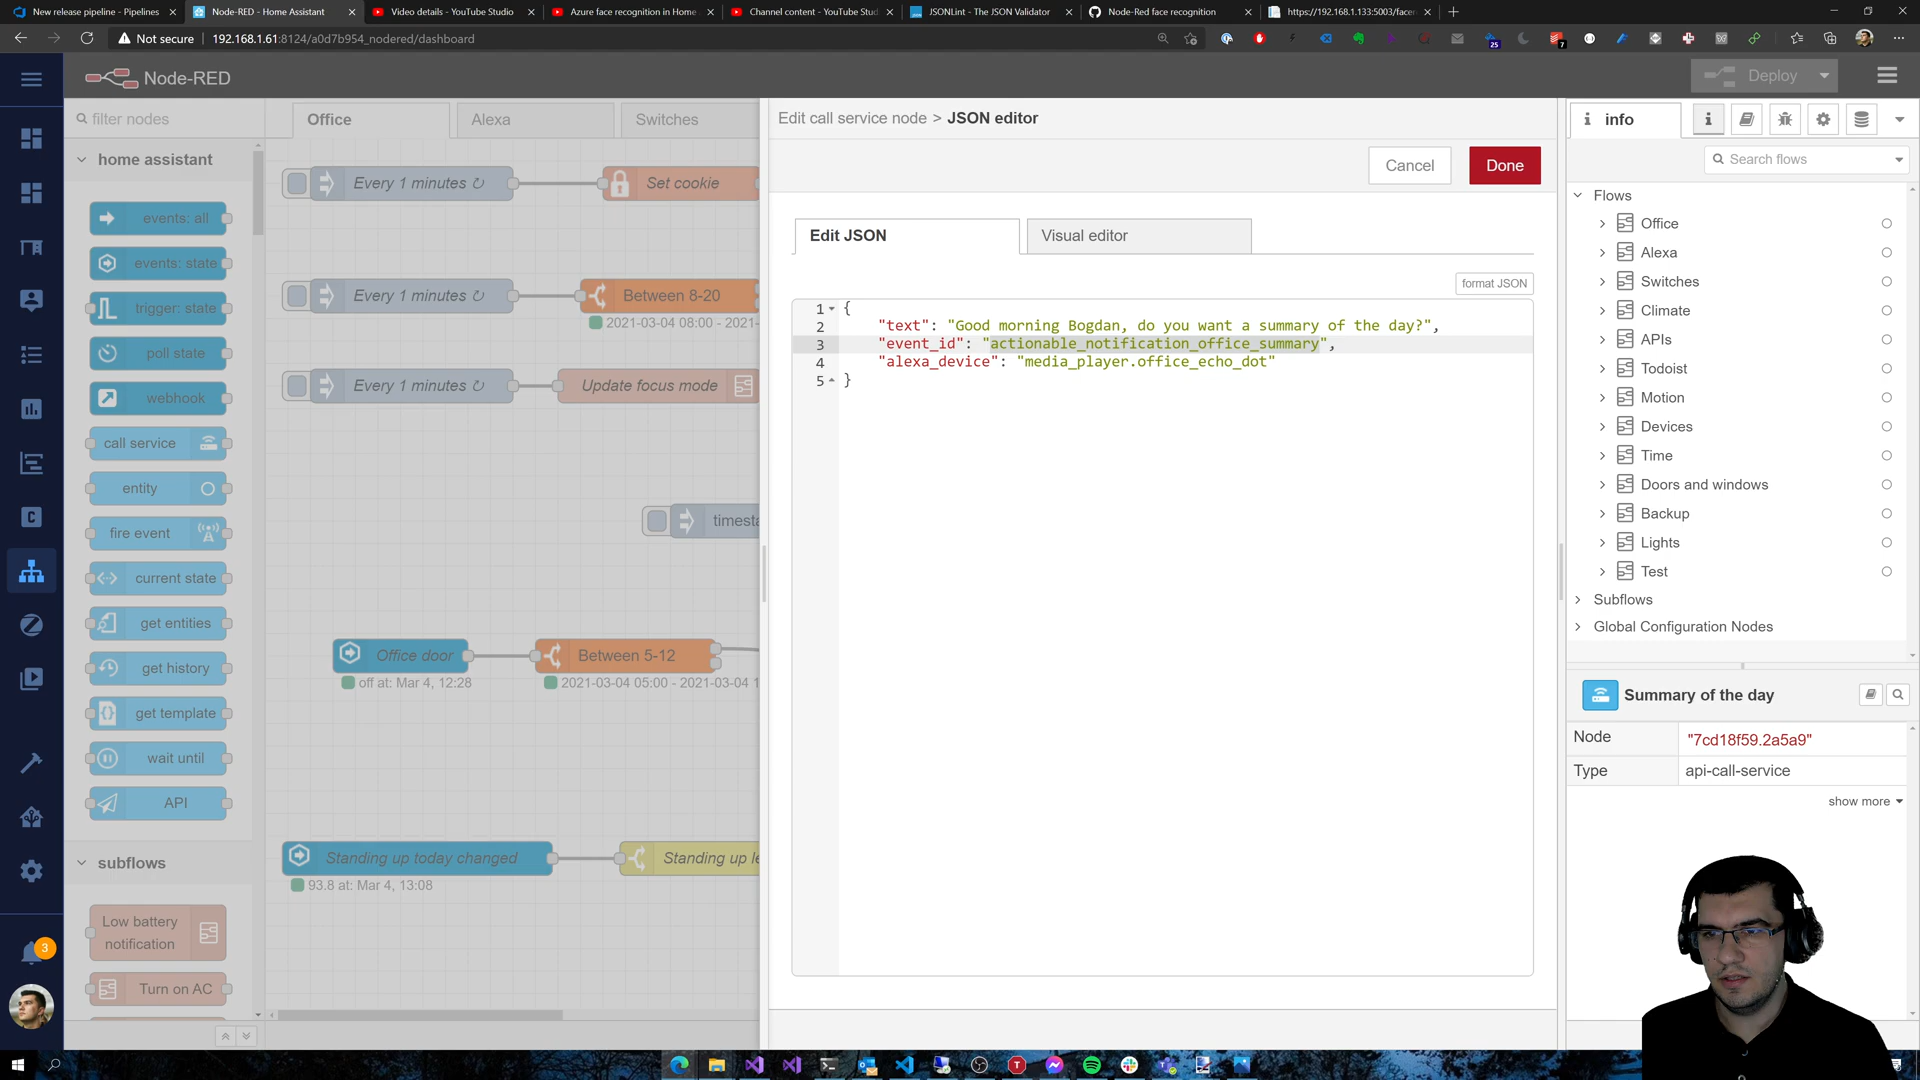 New release pipeline - Pipelines
Node-RED - Home Assistant
Video details - YouTube Studio
Azure face recognition in Home
Channel content - YouTube Stud
JSONLint - The JSON Validator
Node-Red face recognition
https://192.168.1.133:5003/facer
Not secure
192.168.1.61:8124/a0d7b954_nodered/dashboard
25
7
Node-RED
Deploy
filter nodes
Office
Alexa
Switches
Edit call service node > JSON editor
info
Cancel
Done
Search flows
home assistant
events: all
events: state
trigger: state
poll state
webhook
call service
entity
fire event
current state
get entities
get history
get template
wait until
API
subflows
Low battery
notification
Turn on AC
Every 1 minutes ↻
Set cookie
Every 1 minutes ↻
Between 8-20
2021-03-04 08:00 - 2021-
Every 1 minutes ↻
Update focus mode
timesta
Office door
off at: Mar 4, 12:28
Between 5-12
2021-03-04 05:00 - 2021-03-04 1
Standing up today changed
93.8 at: Mar 4, 13:08
Standing up le
Edit JSON
Visual editor
format JSON
1 {
2 "text": "Good morning Bogdan, do you want a summary of the day?",
3 "event_id": "actionable_notification_office_summary",
4 "alexa_device": "media_player.office_echo_dot"
5 }
Flows
Office
Alexa
Switches
Climate
APIs
Todoist
Motion
Devices
Time
Doors and windows
Backup
Lights
Test
Subflows
Global Configuration Nodes
Summary of the day
Node
"7cd18f59.2a5a9"
Type
api-call-service
show more
3